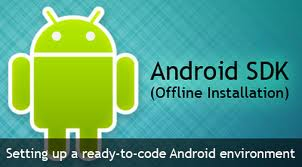 Android SDK
(Offline Installation)
Setting up a ready-to-code Android environment